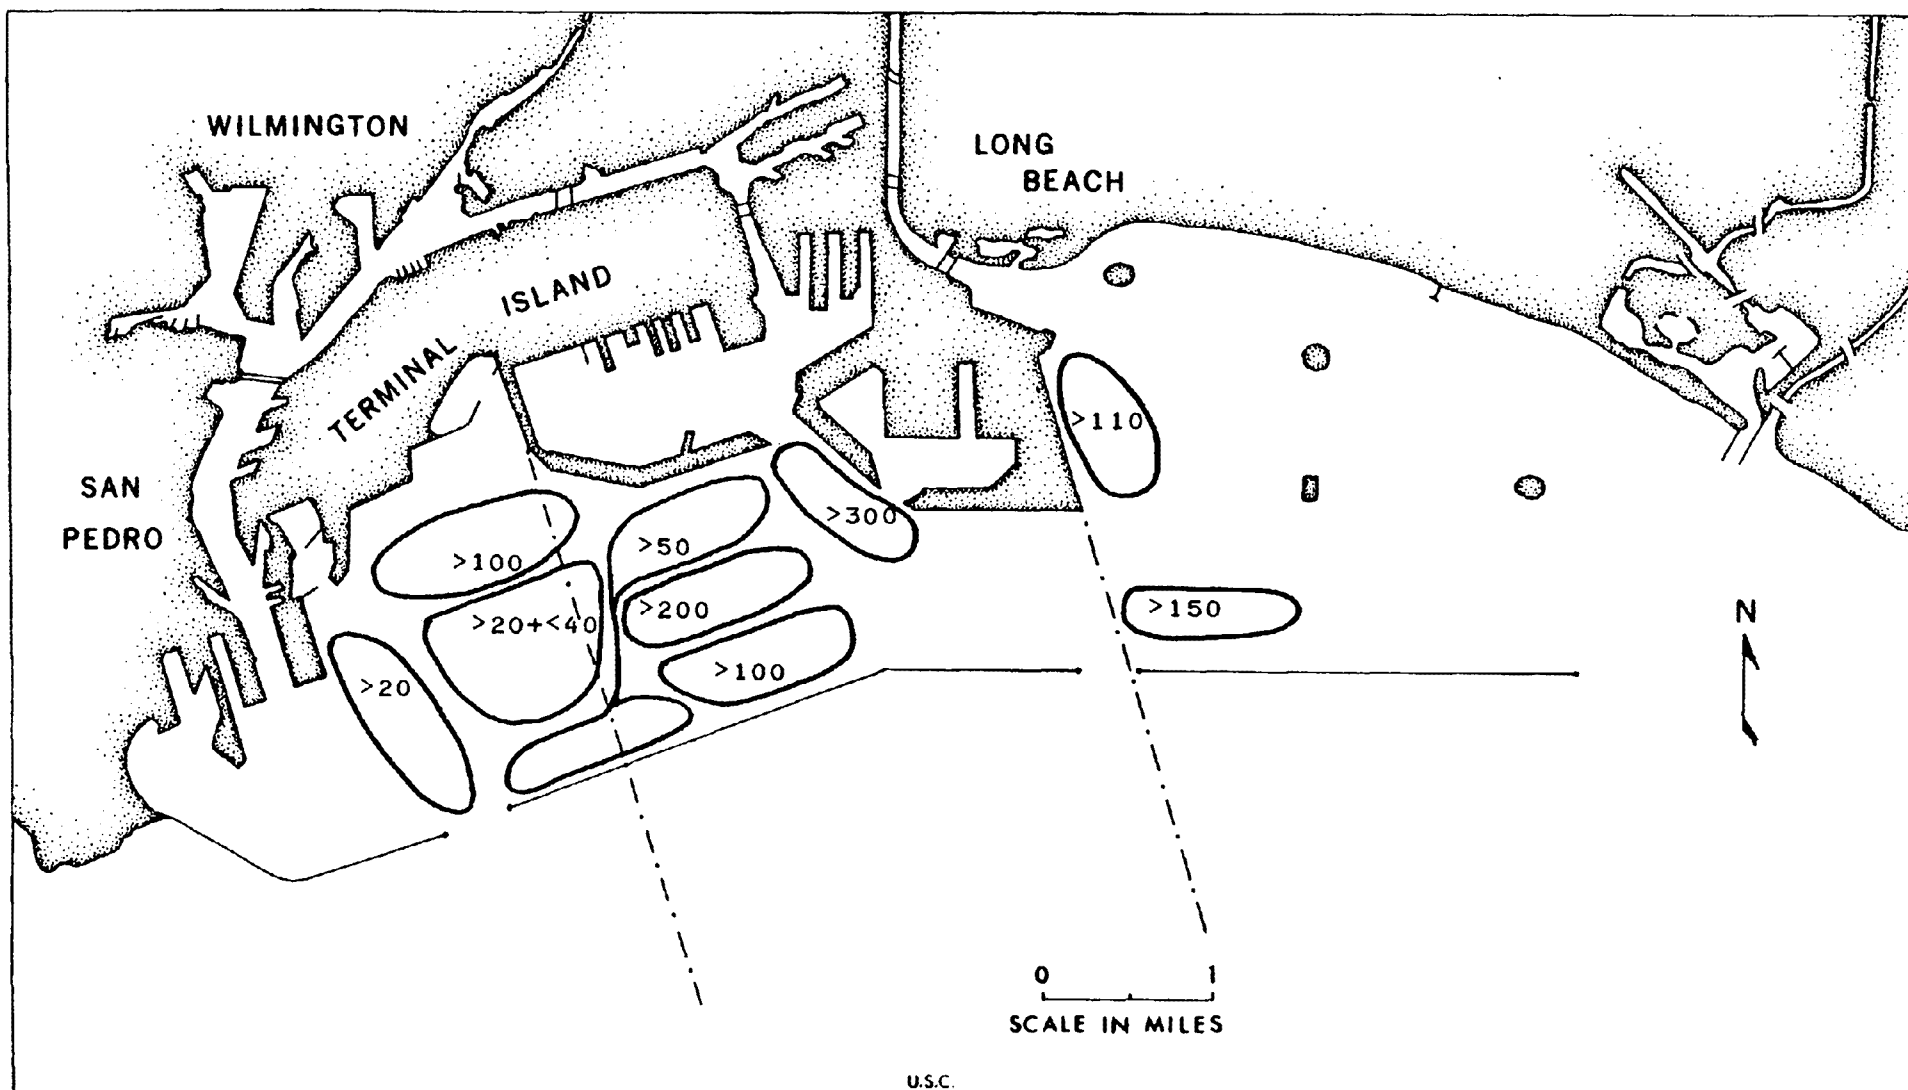 WILMINGTON
LONG
BEACH
TERMINAL
ISLAND
SAN
PEDRO
>110
>300
>50
>100
>200
>20+<40
>150
>100
>20
N
0 1
SCALE IN MILES
U.S.C.